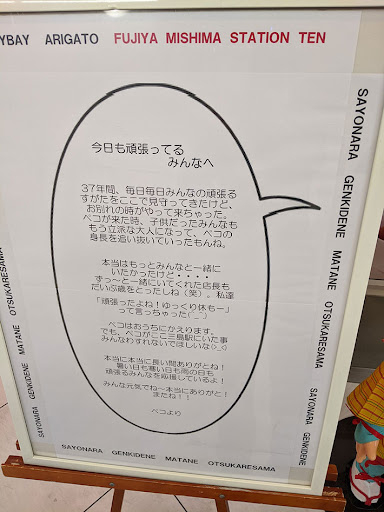 YBAY ARIGATO FUJIYA MISHIMA STATION TEN
SAYONARA GENKIDENE MATANE OTSUKARESAMA
今日も頑張ってる
みんなへ
37年間、毎日毎日みんなの頑張る
すがたをここで見守ってきたけど、
お別れの時がやって来ちゃった。
ペコが来た時、子供だったみんなも
もう立派な大人になって、ペコの
身長を追い抜いていったもんね。
本当はもっとみんなと一緒に
いたかったけど・・・・
ずぅ~と一緒にいてくれた店長も
だいぶ歳をとったしね（笑）。私達
「頑張ったよね！ゆっくり休もー」
って言っちゃった(^_^)
ペコはおうちにかえります。
でも、ペコがここ三島駅にいた事
みんなわすれないでほしいな(>_<)
本当に本当に長い間ありがとね！
暑い日も寒い日も雨の日も
頑張るみんなを応援しているよ！
みんな元気でね~本当にありがと！
またね！！
ペコより
SAYONARA GENKIDENE MATANE OTSUKARESAMA
SAYONARA GENKIDENE MATANE OTSUKARESAMA